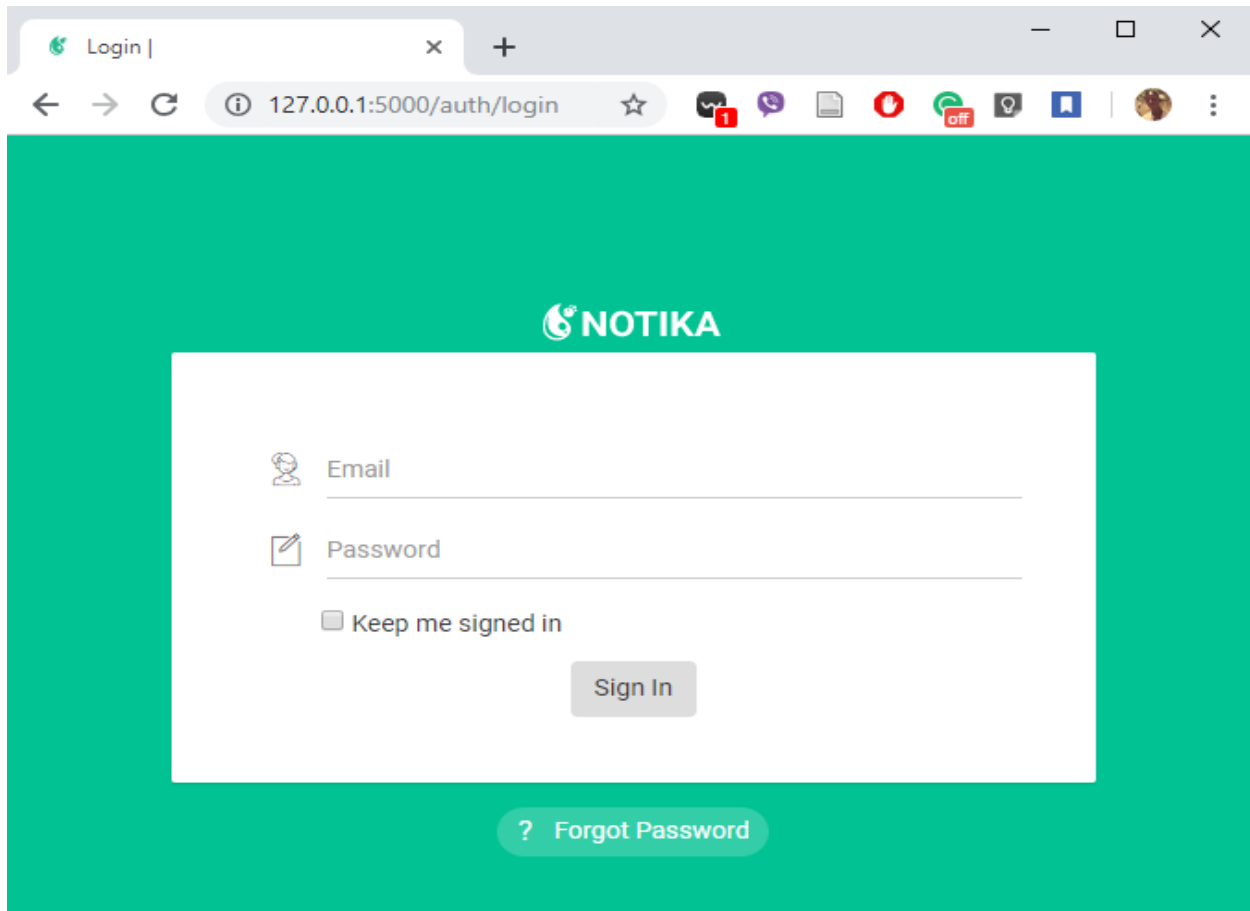 Login |
127.0.0.1:5000/auth/login
1
off
NOTIKA
Email
Password
Keep me signed in
Sign In
? Forgot Password